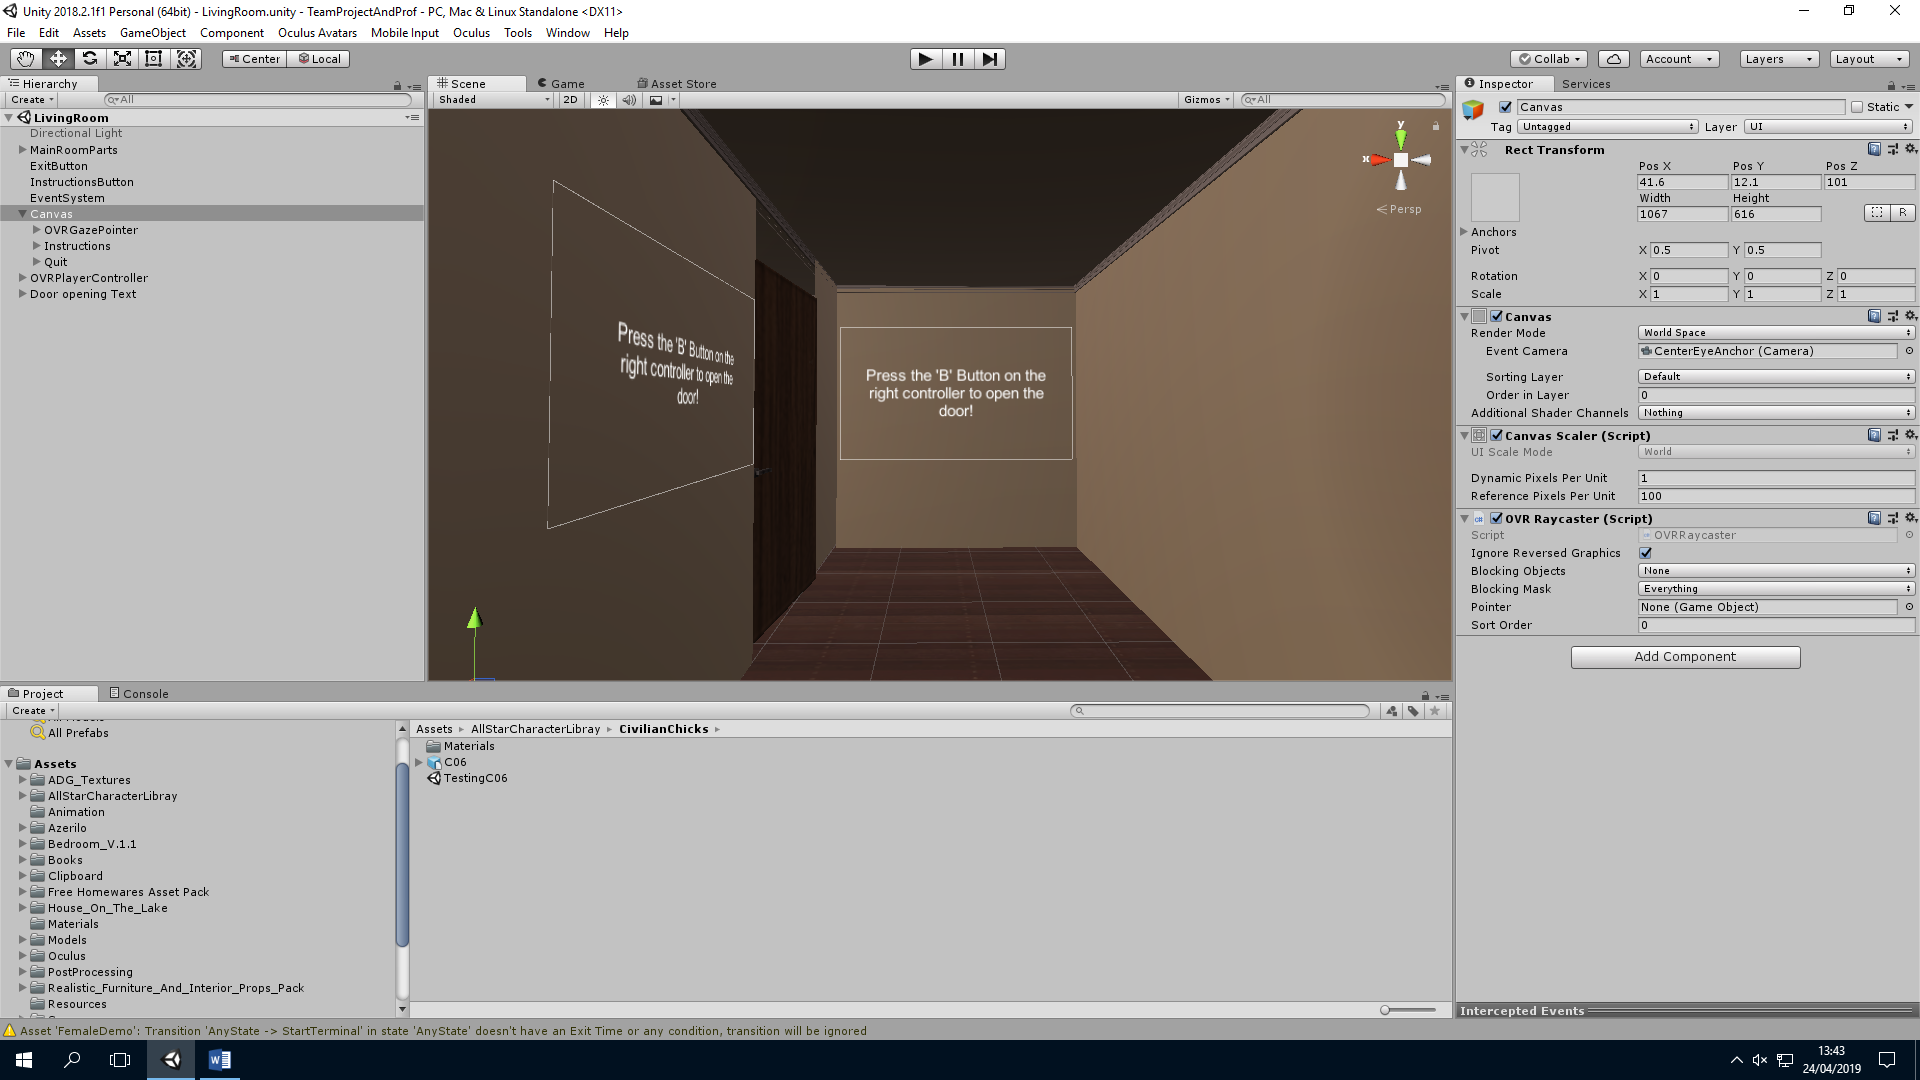 Unity 2018.2.1f1 Personal (64bit) - LivingRoom.unity - TeamProjectAndProf - PC, Mac & Linux Standalone <DX11>
File Edit Assets GameObject Component Oculus Avatars Mobile Input Oculus Tools Window Help
Center Local Collab Account Layers Layout
Hierarchy
Create All
LivingRoom
Directional Light
MainRoomParts
ExitButton
InstructionsButton
EventSystem
Canvas
OVRGazePointer
Instructions
Quit
OVRPlayerController
Door opening Text
Scene Game Asset Store
Shaded 2D Gizmos All
y
x
Persp
Press the 'B' Button on the
right controller to open the
door!
Press the 'B' Button on the
right controller to open the
door!
Inspector Services
Canvas Static
Tag Untagged Layer UI
Rect Transform
Pos X Pos Y Pos Z
41.6 12.1 101
Width Height
1067 616 R
Anchors
Pivot X 0.5 Y 0.5
Rotation X 0 Y 0 Z 0
Scale X 1 Y 1 Z 1
Canvas
Render Mode World Space
Event Camera CenterEyeAnchor (Camera)
Sorting Layer Default
Order in Layer 0
Additional Shader Channels Nothing
Canvas Scaler (Script)
UI Scale Mode World
Dynamic Pixels Per Unit 1
Reference Pixels Per Unit 100
OVR Raycaster (Script)
Script OVRRaycaster
Ignore Reversed Graphics
Blocking Objects None
Blocking Mask Everything
Pointer None (Game Object)
Sort Order 0
Add Component
Intercepted Events
Project Console
Create
All Prefabs
Assets
ADG_Textures
AllStarCharacterLibray
Animation
Azerilo
Bedroom_V.1.1
Books
Clipboard
Free Homewares Asset Pack
House_On_The_Lake
Materials
Models
Oculus
PostProcessing
Realistic_Furniture_And_Interior_Props_Pack
Resources
Assets AllStarCharacterLibray CivilianChicks
Materials
C06
TestingC06
Asset 'FemaleDemo': Transition 'AnyState -> StartTerminal' in state 'AnyState' doesn't have an Exit Time or any condition, transition will be ignored
13:43
24/04/2019